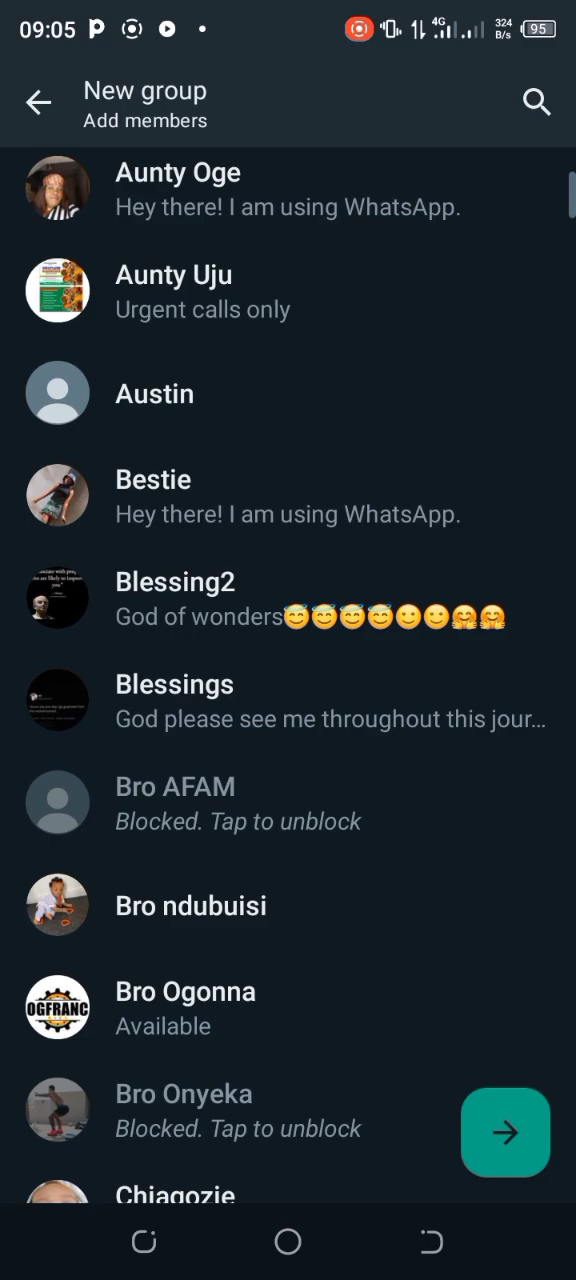 09:05
4G
324
B/s
95
New group
Add members
Aunty Oge
Hey there! I am using WhatsApp.
Aunty Uju
Urgent calls only
Austin
Bestie
Hey there! I am using WhatsApp.
Blessing2
God of wonders😇😇😇😇🙂🙂🤗🤗
Blessings
God please see me throughout this jour...
Bro AFAM
Blocked. Tap to unblock
Bro ndubuisi
OGFRANC
Bro Ogonna
Available
Bro Onyeka
Blocked. Tap to unblock
Chiagozie